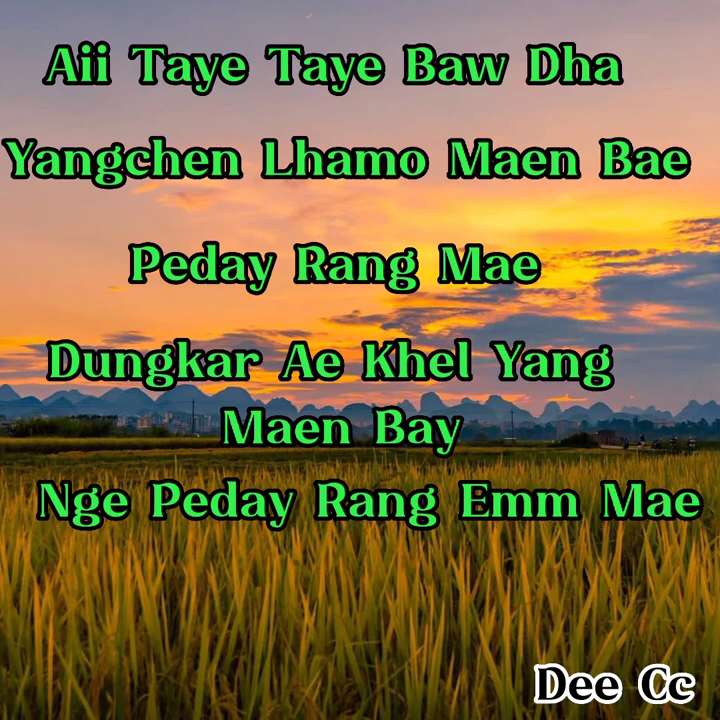 Aii Taye Taye Baw Dha
Yangchen Lhamo Maen Bae
Peday Rang Mae
Dungkar Ae Khel Yang
Maen Bay
Nge Peday Rang Emm Mae
Dee Cc